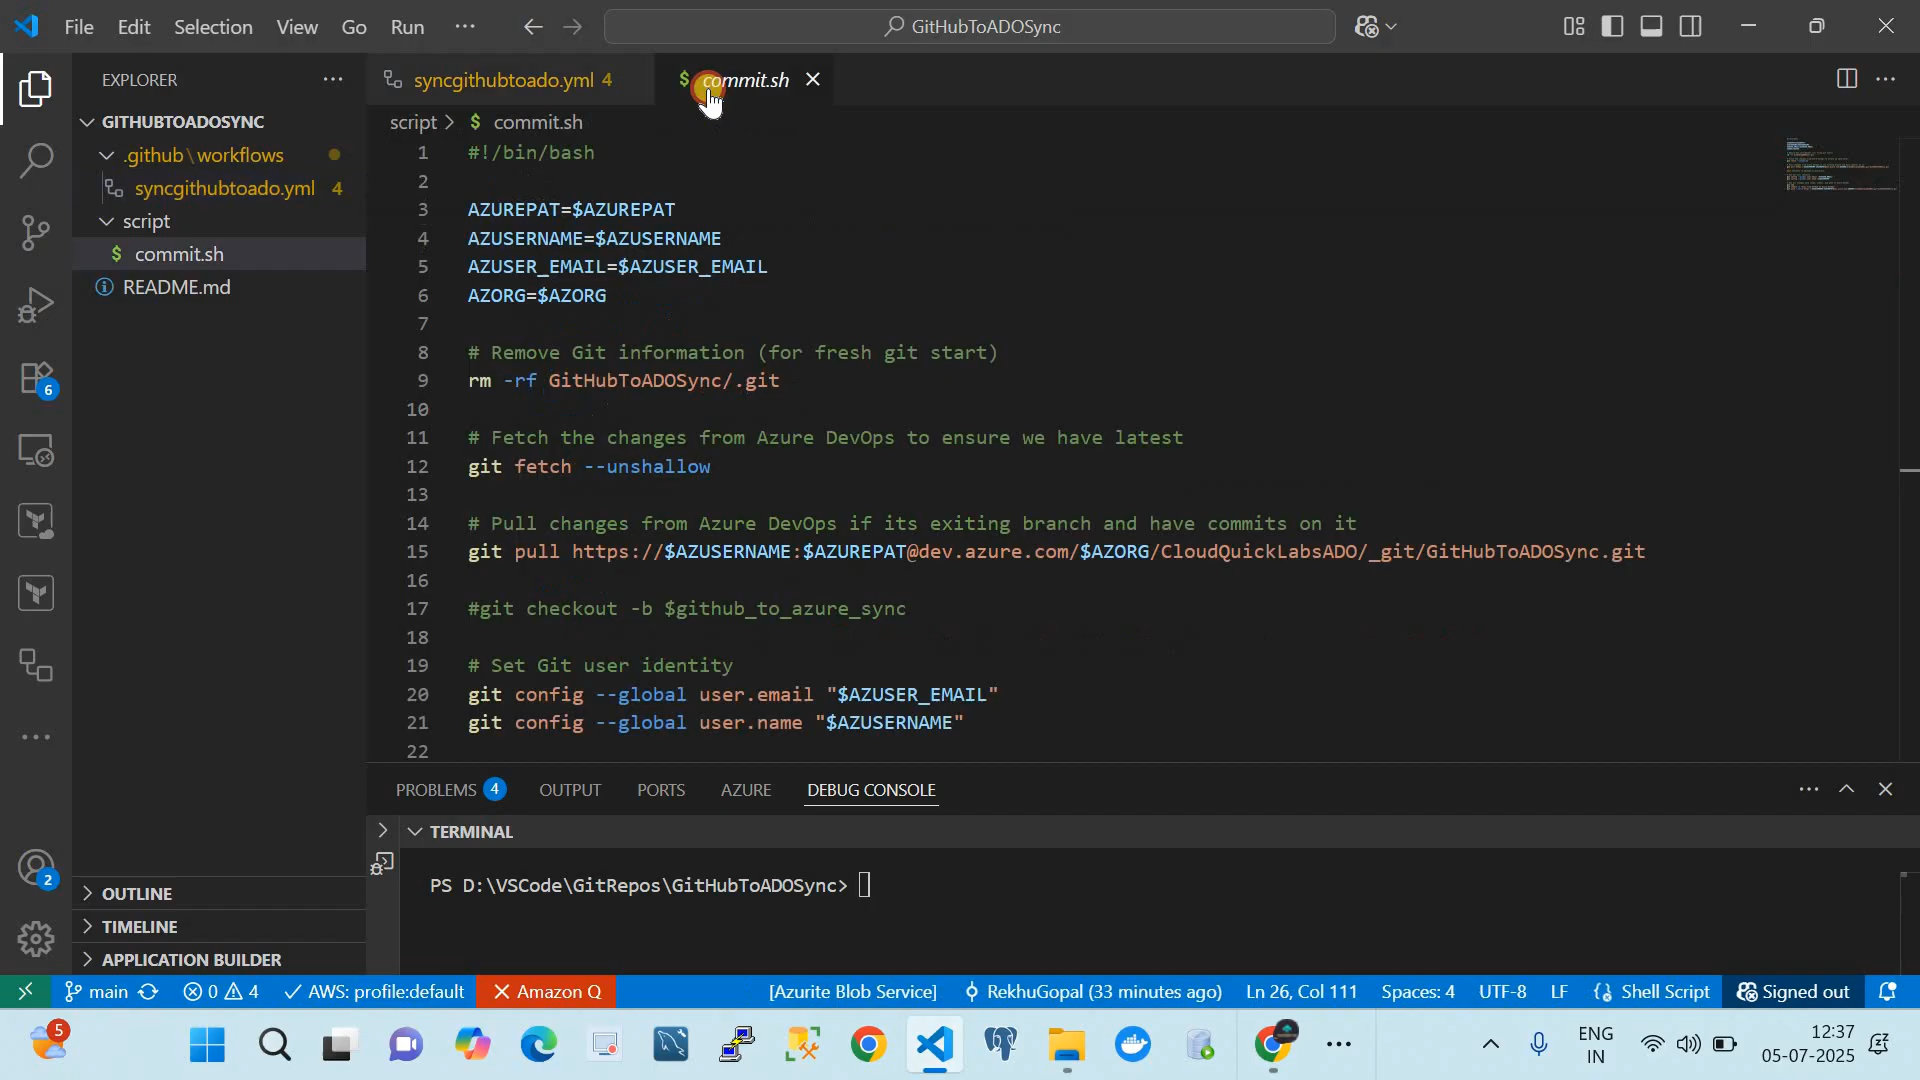 File Edit Selection View Go Run ··· GitHubToADOSync
EXPLORER ···
GITHUBTOADOSYNC
.github\workflows
syncgithubtoado.yml 4
script
commit.sh
README.md
6
2
OUTLINE
TIMELINE
APPLICATION BUILDER
syncgithubtoado.yml 4
$ commit.sh
script > $ commit.sh
1 #!/bin/bash
2
3 AZUREPAT=$AZUREPAT
4 AZUSERNAME=$AZUSERNAME
5 AZUSER_EMAIL=$AZUSER_EMAIL
6 AZORG=$AZORG
7
8 # Remove Git information (for fresh git start)
9 rm -rf GitHubToADOSync/.git
10
11 # Fetch the changes from Azure DevOps to ensure we have latest
12 git fetch --unshallow
13
14 # Pull changes from Azure DevOps if its exiting branch and have commits on it
15 git pull https://$AZUSERNAME:$AZUREPAT@dev.azure.com/$AZORG/CloudQuickLabsADO/_git/GitHubToADOSync.git
16
17 #git checkout -b $github_to_azure_sync
18
19 # Set Git user identity
20 git config --global user.email "$AZUSER_EMAIL"
21 git config --global user.name "$AZUSERNAME"
22
PROBLEMS 4 OUTPUT PORTS AZURE DEBUG CONSOLE
TERMINAL
PS D:\VSCode\GitRepos\GitHubToADOSync>
main 0 4 AWS: profile:default Amazon Q [Azurite Blob Service] RekhuGopal (33 minutes ago) Ln 26, Col 111 Spaces: 4 UTF-8 LF Shell Script Signed out
5
ENG
IN
12:37
05-07-2025